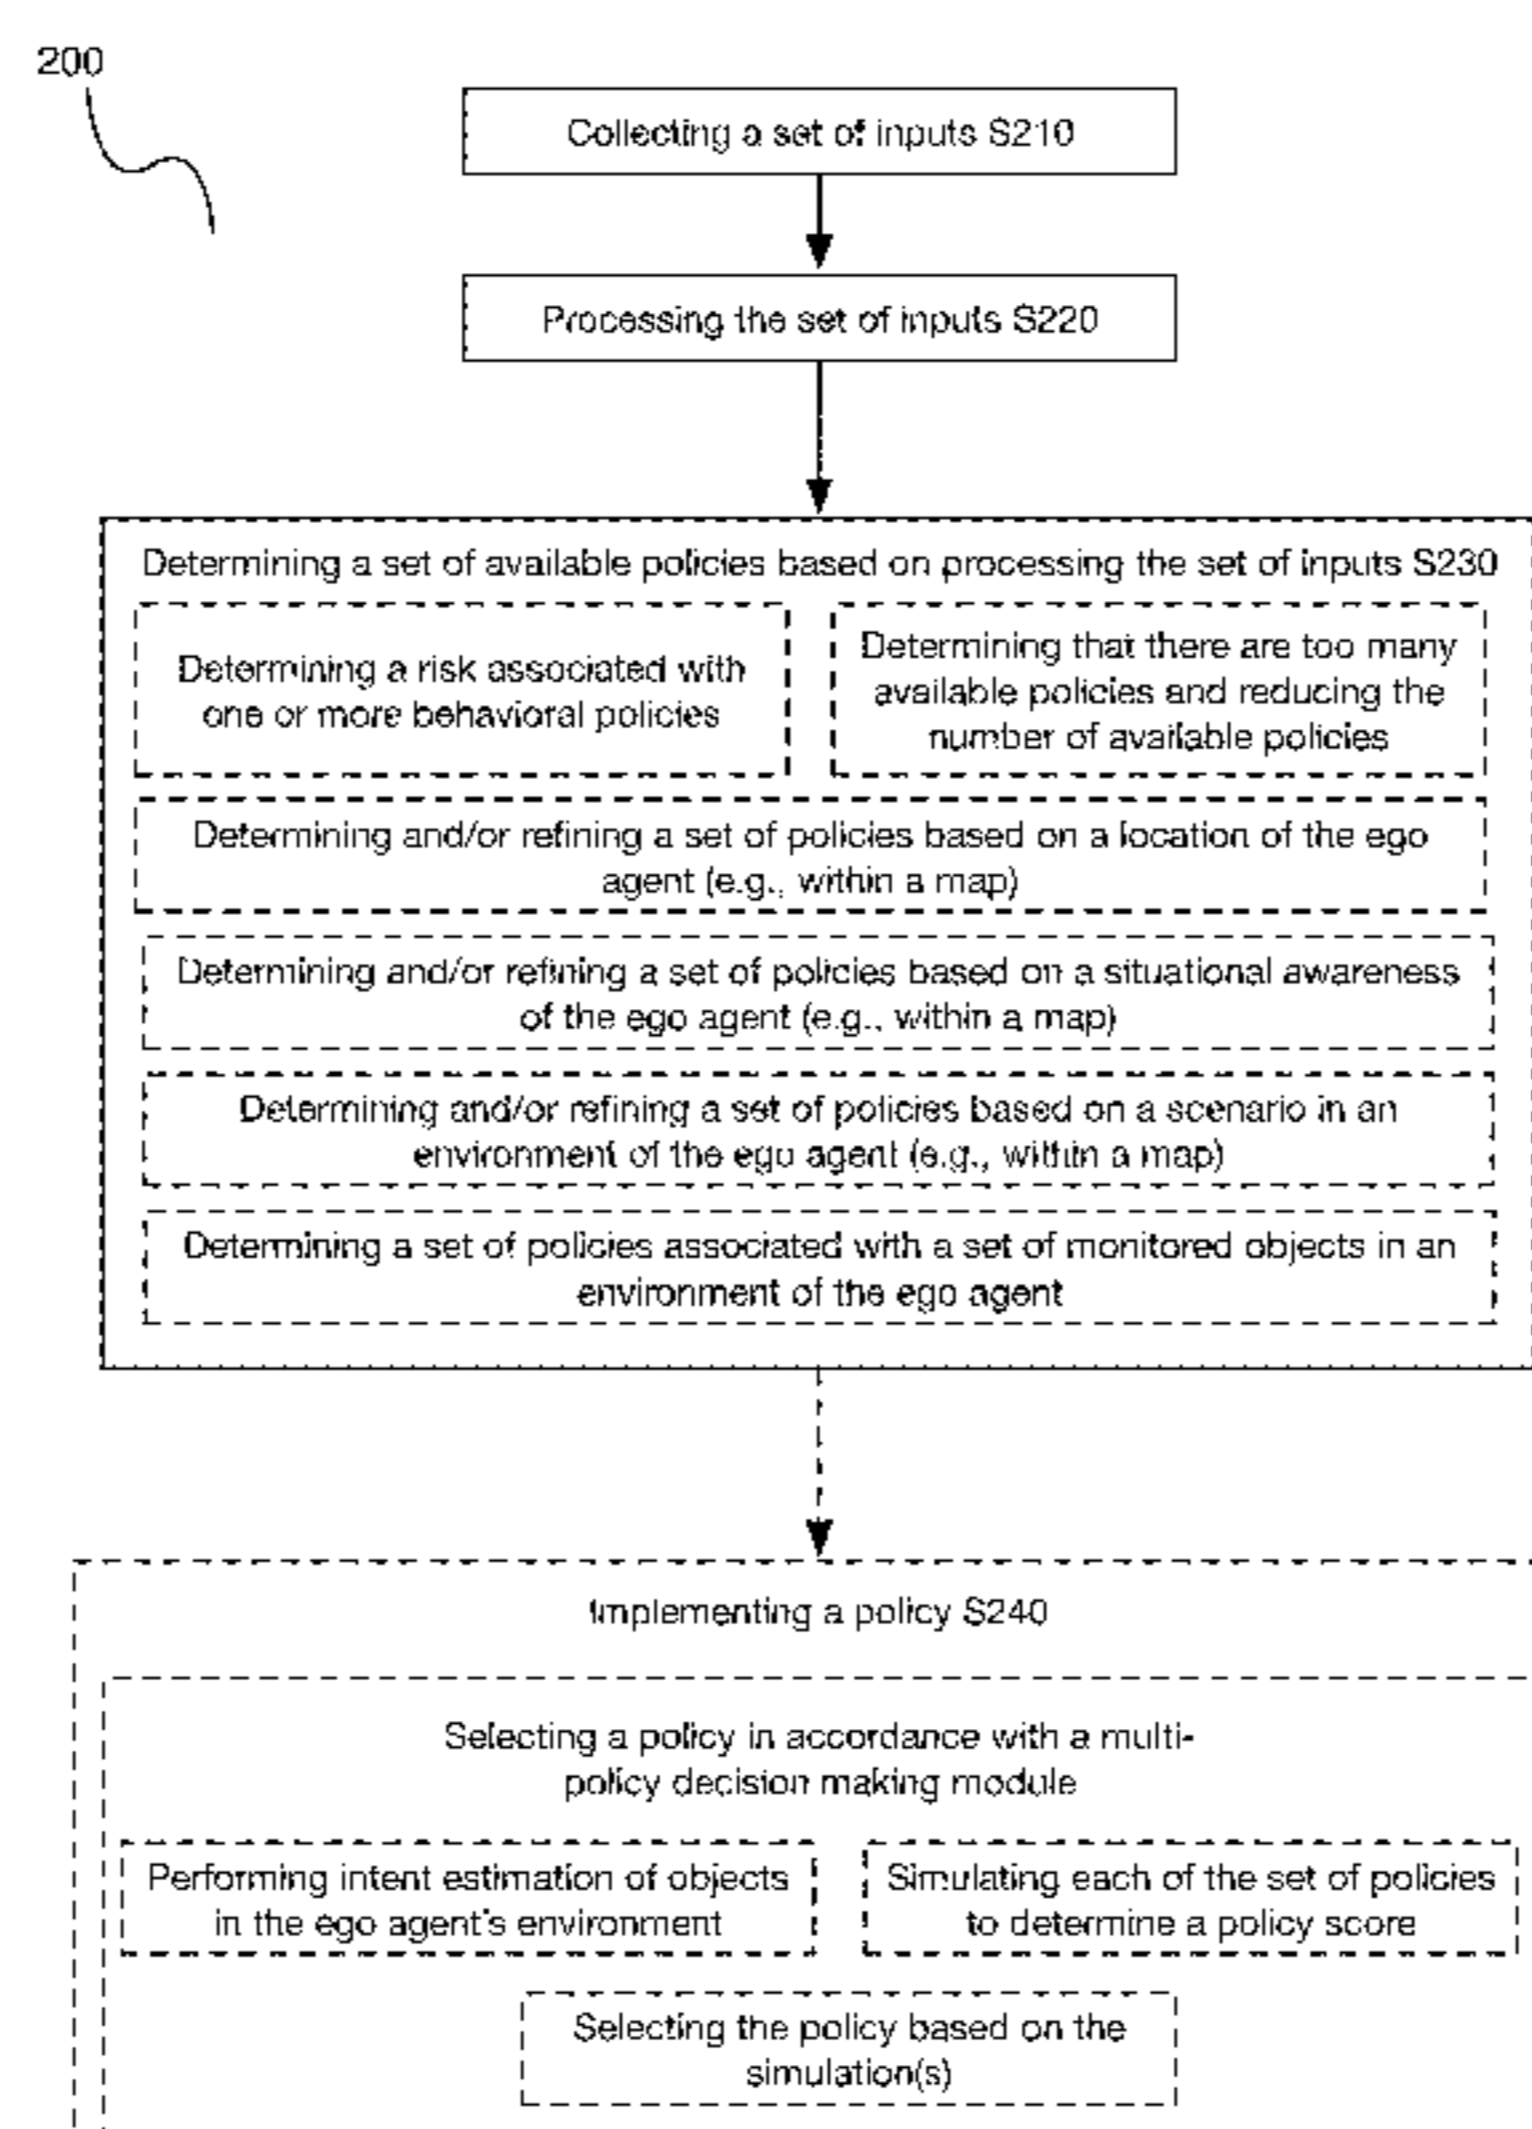 200
Collecting a set of inputs S210
Processing the set of inputs S220
Determining a set of available policies based on processing the set of inputs S230
Determining a risk associated with
one or more behavioral policies
Determining that there are too many
available policies and reducing the
number of available policies
Determining and/or refining a set of policies based on a location of the ego
agent (e.g., within a map)
Determining and/or refining a set of policies based on a situational awareness
of the ego agent (e.g., within a map)
Determining and/or refining a set of policies based on a scenario in an
environment of the ego agent (e.g., within a map)
Determining a set of policies associated with a set of monitored objects in an
environment of the ego agent
Implementing a policy S240
Selecting a policy in accordance with a multi-
policy decision making module
Performing intent estimation of objects
in the ego agent's environment
Simulating each of the set of policies
to determine a policy score
Selecting the policy based on the
simulation(s)